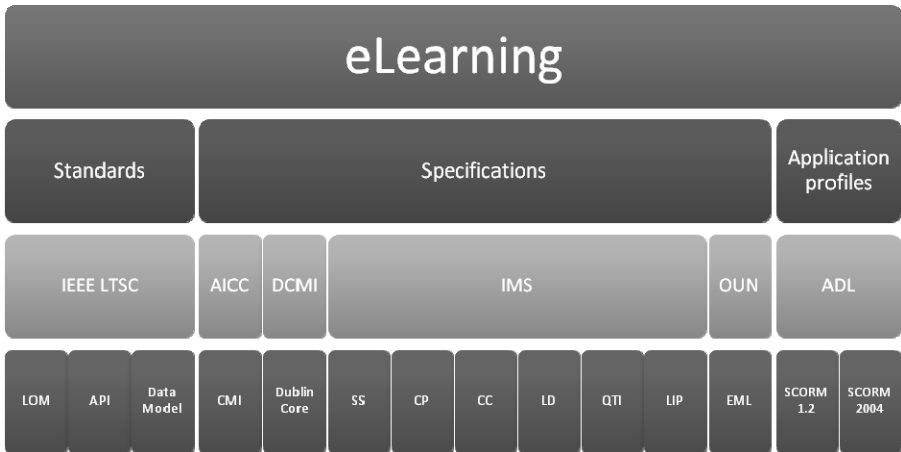 eLearning
Standards
Specifications
Application
profiles
IEEE LTSC
AICC
DCMI
IMS
OUN
ADL
LOM
API
Data
Model
CMI
Dublin
Core
SS
CP
CC
LD
QTI
LIP
EML
SCORM
1.2
SCORM
2004